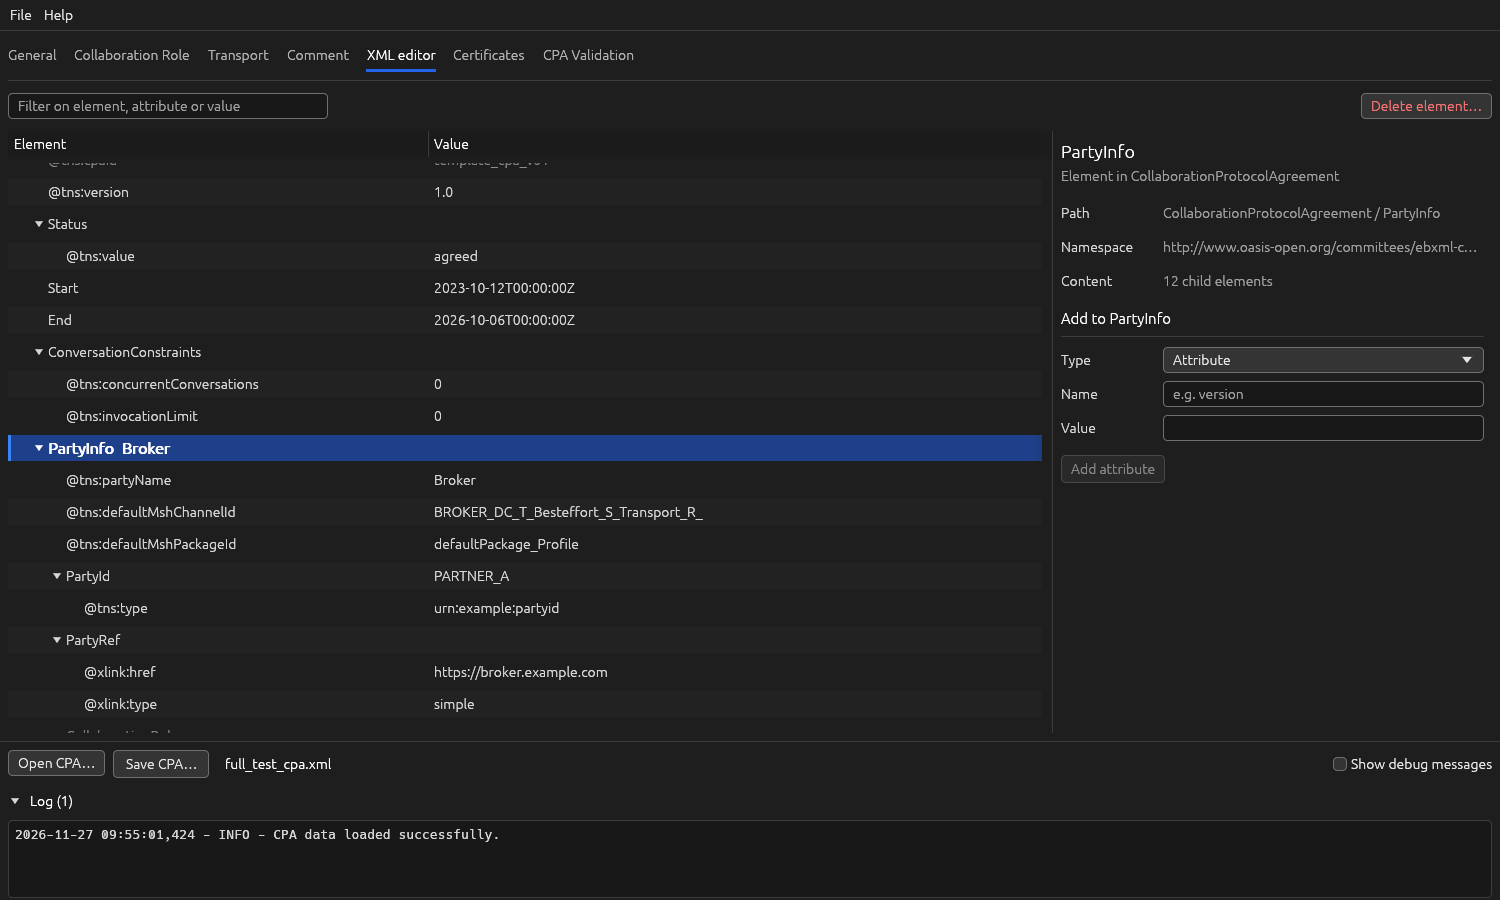 File Help
General Collaboration Role Transport Comment XML editor Certificates CPA Validation
Filter on element, attribute or value
Delete element...
Element Value
@tns:version 1.0
Status
@tns:value agreed
Start 2023-10-12T00:00:00Z
End 2026-10-06T00:00:00Z
ConversationConstraints
@tns:concurrentConversations 0
@tns:invocationLimit 0
PartyInfo Broker
@tns:partyName Broker
@tns:defaultMshChannelId BROKER_DC_T_Besteffort_S_Transport_R_
@tns:defaultMshPackageId defaultPackage_Profile
PartyId PARTNER_A
@tns:type urn:example:partyid
PartyRef
@xlink:href https://broker.example.com
@xlink:type simple
PartyInfo
Element in CollaborationProtocolAgreement
Path CollaborationProtocolAgreement / PartyInfo
Namespace http://www.oasis-open.org/committees/ebxml-c...
Content 12 child elements
Add to PartyInfo
Type Attribute
Name e.g. version
Value
Add attribute
Open CPA... Save CPA... full_test_cpa.xml
Show debug messages
Log (1)
2026-11-27 09:55:01,424 - INFO - CPA data loaded successfully.